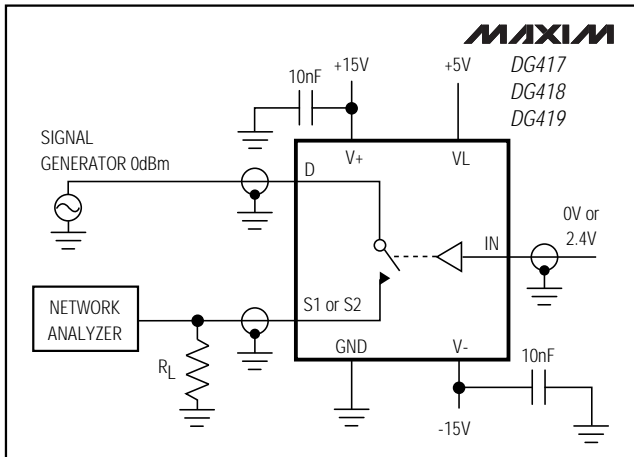 MAXIM
DG417
DG418
DG419
+15V
+5V
10nF
SIGNAL
GENERATOR 0dBm
V+
VL
D
IN
0V or
2.4V
S1 or S2
NETWORK
ANALYZER
RL
GND
V-
10nF
-15V